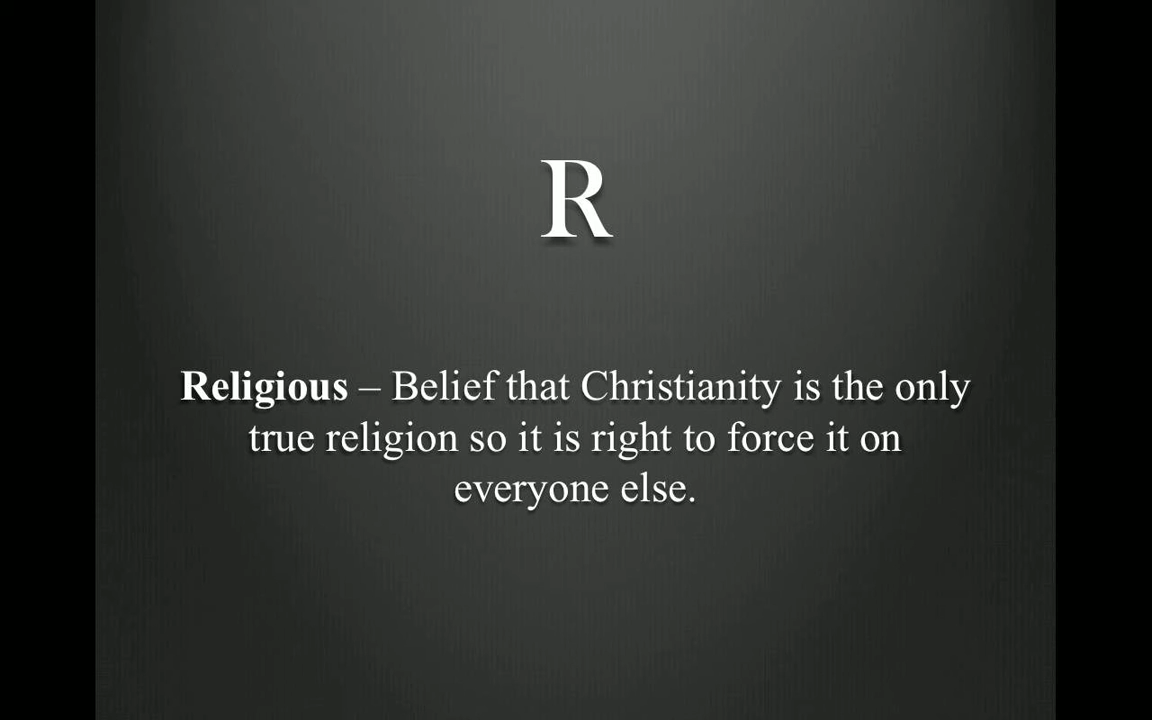 R
Religious – Belief that Christianity is the only
true religion so it is right to force it on
everyone else.